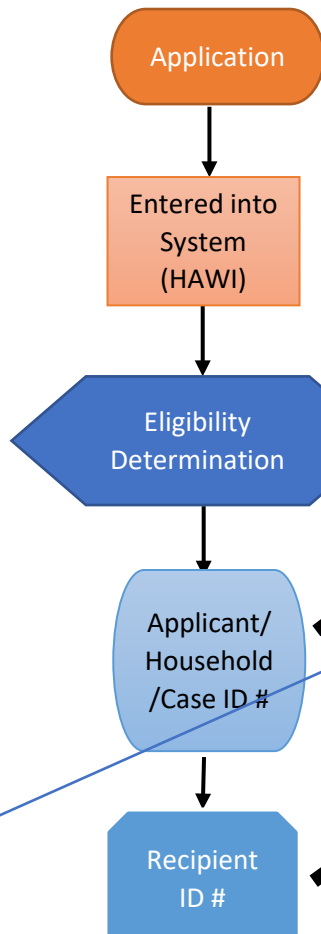 Application
Entered into
System
(HAWI)
Eligibility
Determination
Applicant/
Household
/Case ID #
Recipient
ID #